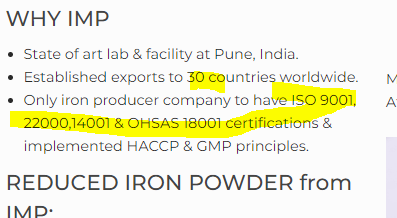 WHY IMP
State of art lab & facility at Pune, India.
Established exports to 30 countries worldwide.
Only iron producer company to have ISO 9001,
22000,14001 & OHSAS 18001 certifications &
implemented HACCP & GMP principles.
REDUCED IRON POWDER from
IMP: